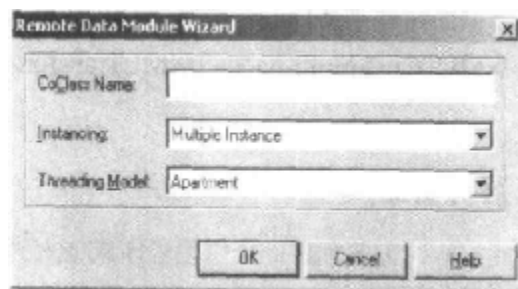 Remote Data Module Wizard
CoClass Name:
Instancing: Multiple Instance
Threading Model: Apartment
OK Cancel Help